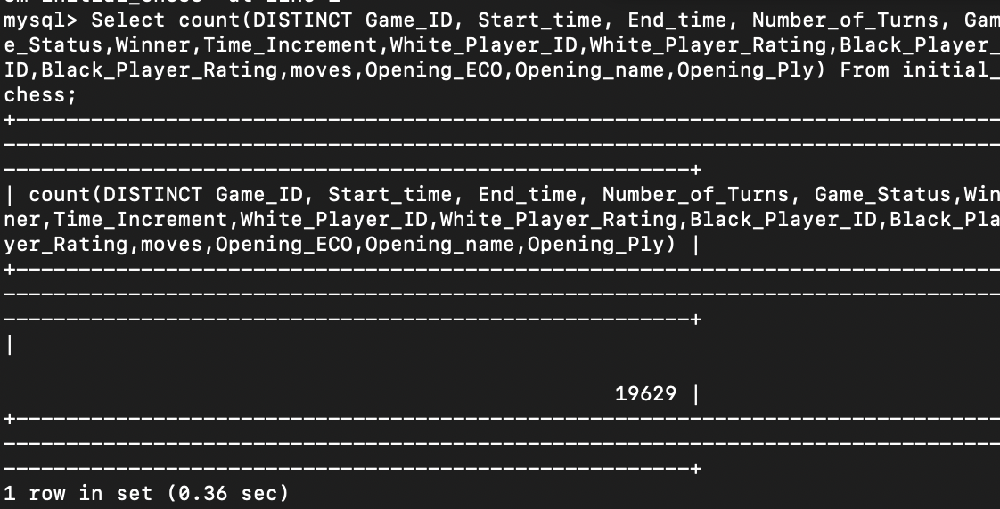 mysql> Select count(DISTINCT Game_ID, Start_time, End_time, Number_of_Turns, Gam
e_Status,Winner,Time_Increment,White_Player_ID,White_Player_Rating,Black_Player_
ID,Black_Player_Rating,moves,Opening_ECO,Opening_name,Opening_Ply) From initial_
chess;
+-------------------------------------------------------------------------------
--------------------------------------------------------------------------------
-------------------------------------------------------+
| count(DISTINCT Game_ID, Start_time, End_time, Number_of_Turns, Game_Status,Win
ner,Time_Increment,White_Player_ID,White_Player_Rating,Black_Player_ID,Black_Pla
yer_Rating,moves,Opening_ECO,Opening_name,Opening_Ply) |
+-------------------------------------------------------------------------------
--------------------------------------------------------------------------------
-------------------------------------------------------+
|
19629 |
+-------------------------------------------------------------------------------
--------------------------------------------------------------------------------
-------------------------------------------------------+
1 row in set (0.36 sec)